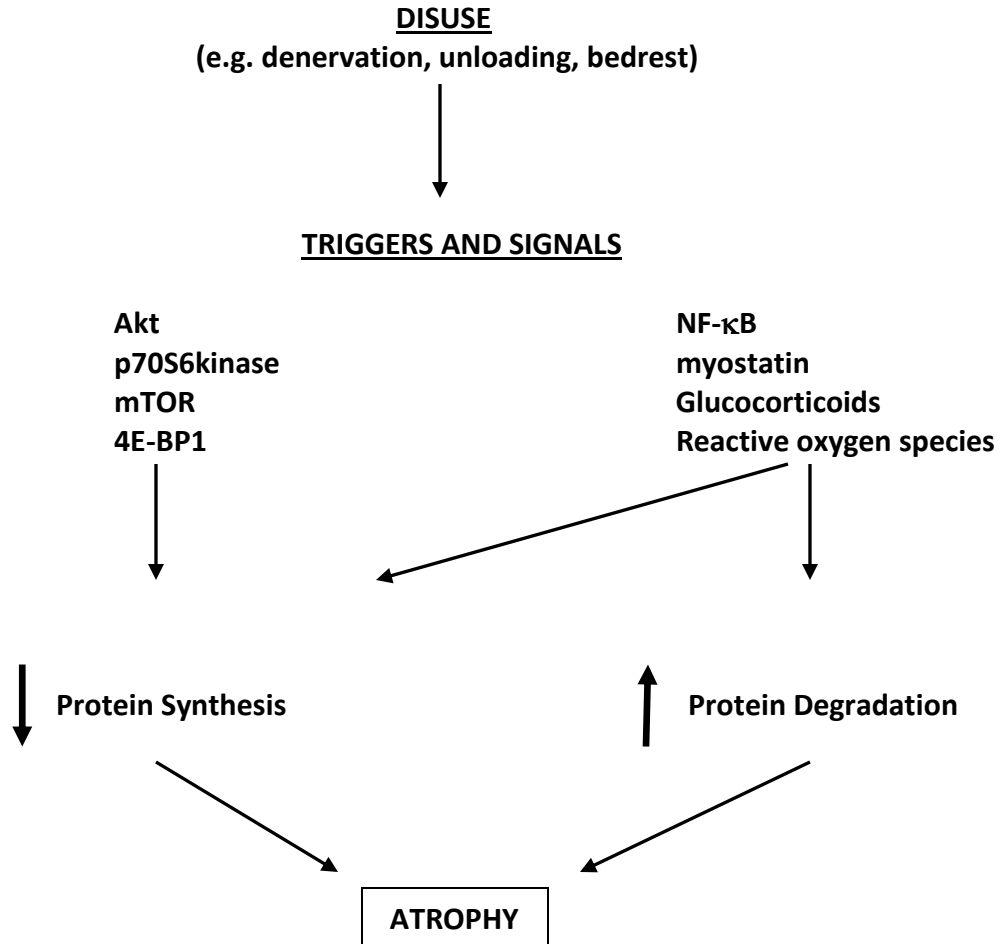 DISUSE
(e.g. denervation, unloading, bedrest)
TRIGGERS AND SIGNALS
Akt
p70S6kinase
mTOR
4E-BP1
NF-κB
myostatin
Glucocorticoids
Reactive oxygen species
Protein Synthesis
Protein Degradation
ATROPHY